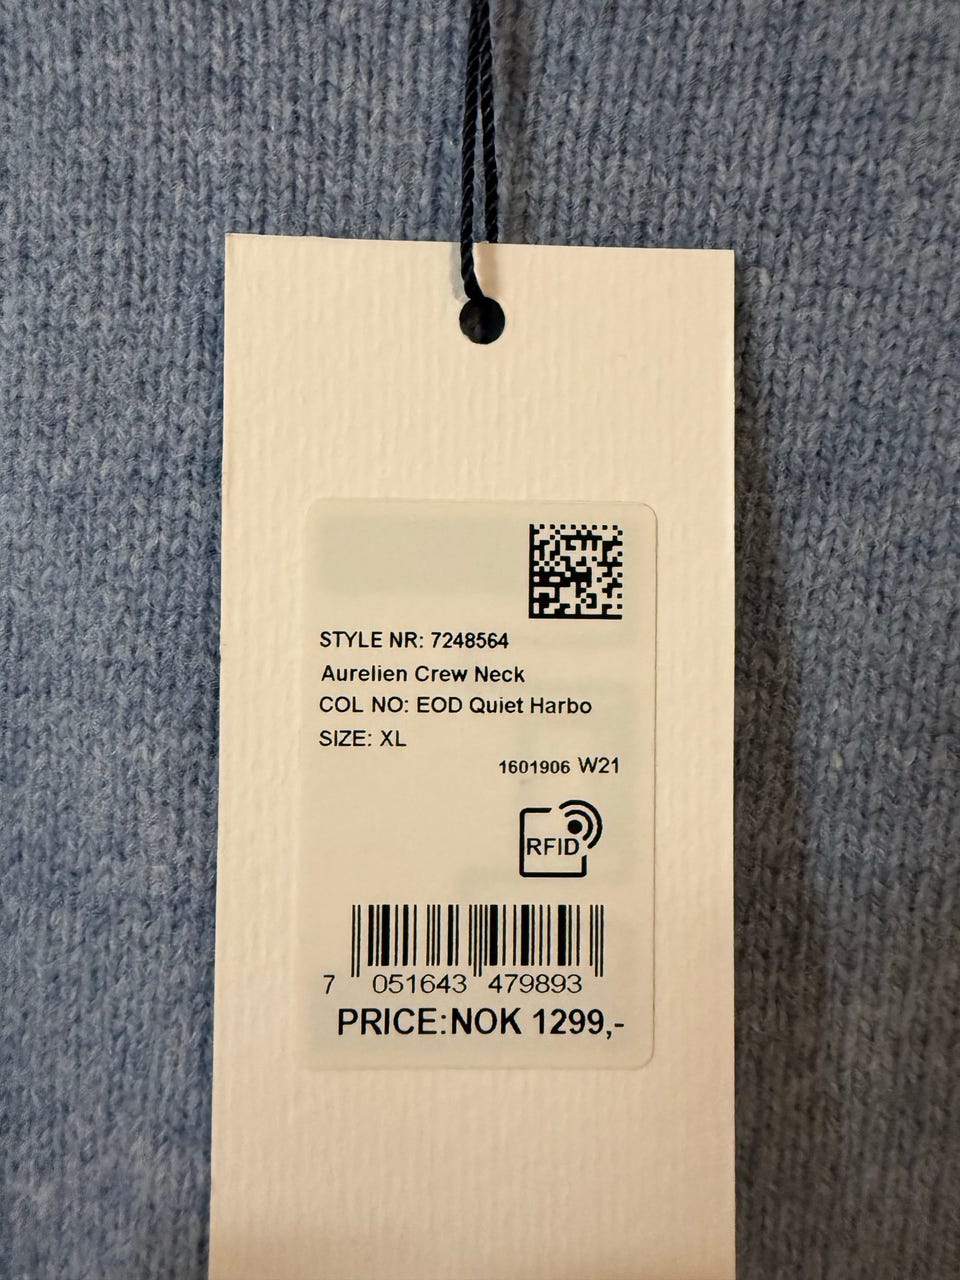 STYLE NR: 7248564
Aurelien Crew Neck
COL NO: EOD Quiet Harbo
SIZE: XL
1601906 W21
RFID
7 051643 479893
PRICE:NOK 1299,-